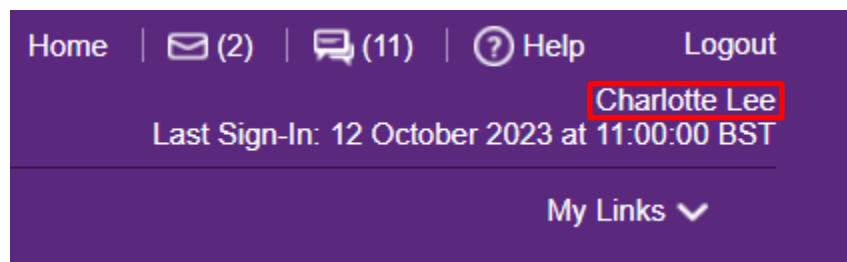 Home (2) (11) ? Help Logout
Charlotte Lee
Last Sign-In: 12 October 2023 at 11:00:00 BST
My Links